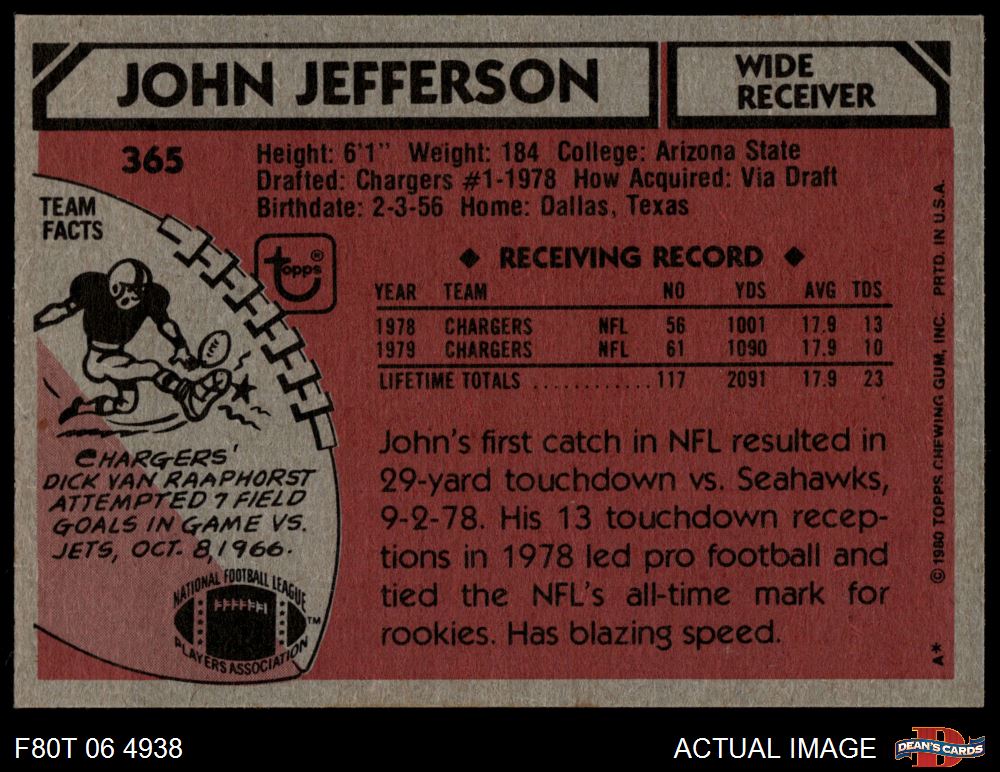 JOHN JEFFERSON
WIDE
RECEIVER
365
Height: 6'1" Weight: 184 College: Arizona State
Drafted: Chargers #1-1978 How Acquired: Via Draft
Birthdate: 2-3-56 Home: Dallas, Texas
TEAM
FACTS
topps®
◆ RECEIVING RECORD ◆
YEAR TEAM NO YDS AVG TDS
1978 CHARGERS NFL 56 1001 17.9 13
1979 CHARGERS NFL 61 1090 17.9 10
LIFETIME TOTALS ............ 117 2091 17.9 23
CHARGERS'
DICK VAN RAAPHORST
ATTEMPTED 7 FIELD
GOALS IN GAME VS.
JETS, OCT. 8, 1966.
NATIONAL FOOTBALL LEAGUE
PLAYERS ASSOCIATION
TM
John's first catch in NFL resulted in
29-yard touchdown vs. Seahawks,
9-2-78. His 13 touchdown recep-
tions in 1978 led pro football and
tied the NFL's all-time mark for
rookies. Has blazing speed.
© 1980 TOPPS CHEWING GUM, INC. PRTD. IN U.S.A.
A*
F80T 06 4938
ACTUAL IMAGE
D
DEAN'S CARDS